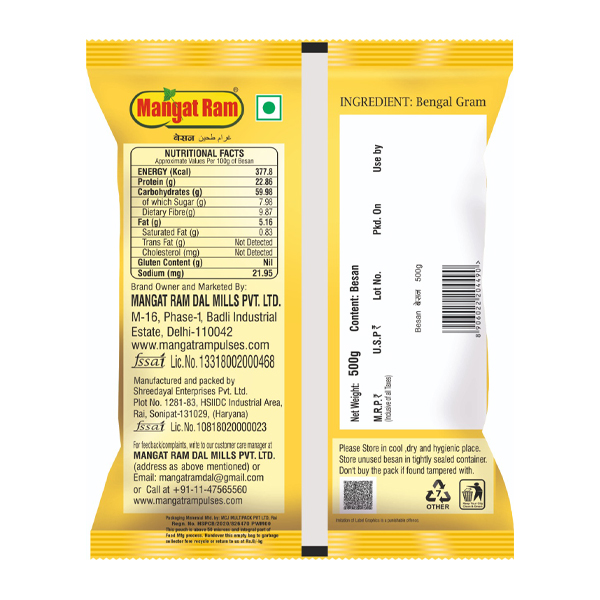 Mangat Ram®
बेसन غرام طحين
NUTRITIONAL FACTS
Approximate Values Per 100g of Besan
ENERGY (Kcal) 377.8
Protein (g) 22.86
Carbohydrates (g) 59.98
of which Sugar (g) 7.98
Dietary Fibre(g) 9.87
Fat (g) 5.16
Saturated Fat (g) 0.83
Trans Fat (g) Not Detected
Cholesterol (mg) Not Detected
Gluten Content (g) Nil
Sodium (mg) 21.95
Brand Owner and Marketed By:
MANGAT RAM DAL MILLS PVT. LTD.
M-16, Phase-1, Badli Industrial
Estate, Delhi-110042
www.mangatrampulses.com
fssai Lic.No. 13318002000468
Manufactured and packed by
Shreedayal Enterprises Pvt. Ltd.
Plot No. 1281-83, HSIIDC Industrial Area,
Rai, Sonipat-131029, (Haryana)
fssai Lic. No. 10818020000023
For feedback/complaints, write to our customer care manager at
MANGAT RAM DAL MILLS PVT. LTD.
(address as above mentioned) or
Email: mangatramdal@gmail.com
or Call at +91-11-47565560
www.mangatrampulses.com
INGREDIENT: Bengal Gram
Net Weight: 500g Content: Besan
M.R.P.₹ U.S.P.₹ Lot No. Pkd. On Use by
(Inclusive of all Taxes)
Besan बेसन 500g
8906022204490
Please Store in cool ,dry and hygienic place.
Store unused besan in tightly sealed container.
Don't buy the pack if found tampered with.
7
OTHER